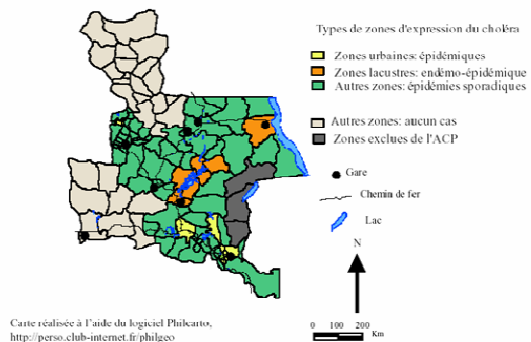 Types de zones d'expression du choléra
Zones urbaines: épidémiques
Zones lacustres: endémo-épidémique
Autres zones: épidémies sporadiques
Autres zones: aucun cas
Zones exclues de l'ACP
Gare
Chemin de fer
Lac
N
Km
0 100 200
Carte réalisée à l'aide du logiciel Philcarto,
http://perso.club-internet.fr/philgeo